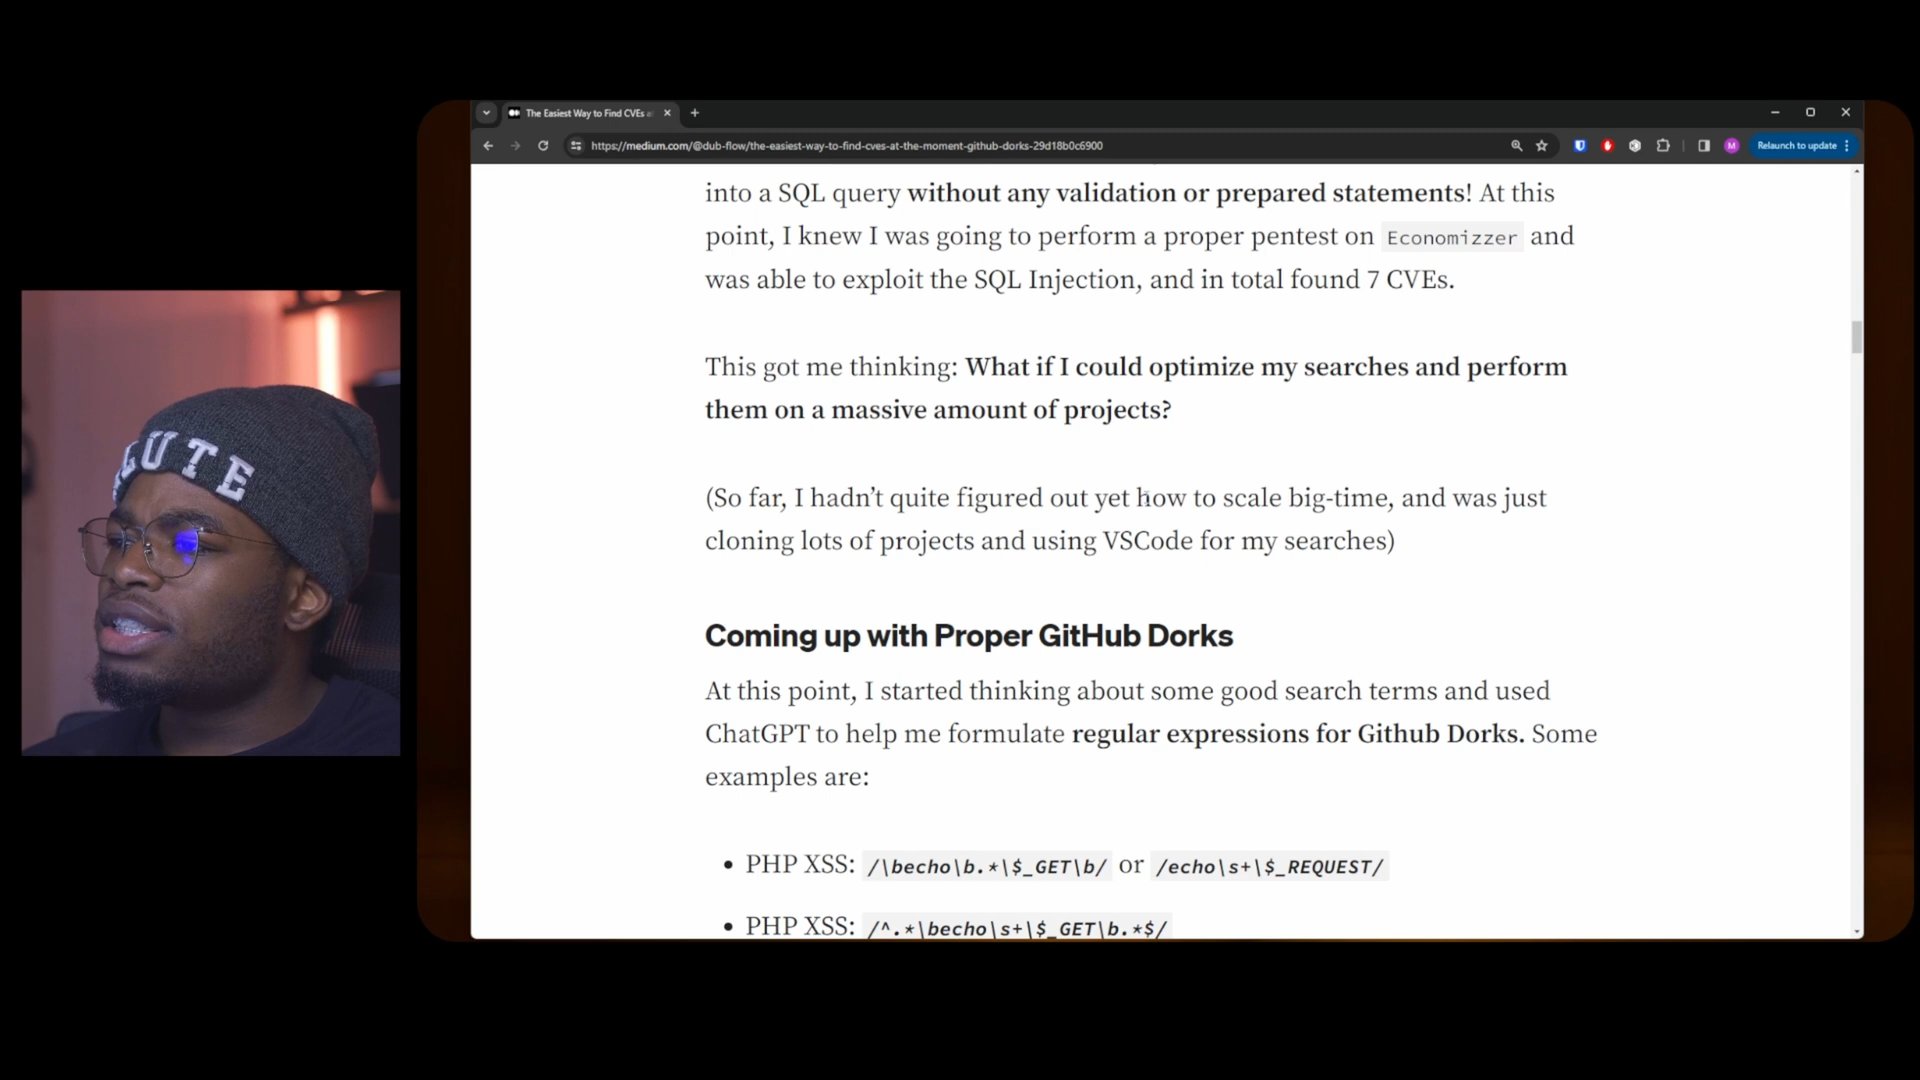 The Easiest Way to Find CVEs a
https://medium.com/@dub-flow/the-easiest-way-to-find-cves-at-the-moment-github-dorks-29d18b0c6900
M
Relaunch to update
into a SQL query without any validation or prepared statements! At this
point, I knew I was going to perform a proper pentest on Economizzer and
was able to exploit the SQL Injection, and in total found 7 CVEs.
This got me thinking: What if I could optimize my searches and perform
them on a massive amount of projects?
(So far, I hadn’t quite figured out yet how to scale big-time, and was just
cloning lots of projects and using VSCode for my searches)
Coming up with Proper GitHub Dorks
At this point, I started thinking about some good search terms and used
ChatGPT to help me formulate regular expressions for Github Dorks. Some
examples are:
• PHP XSS: /\becho\b.*\$_GET\b/ or /echo\s+\$_REQUEST/
• PHP XSS: /^.*\becho\s+\$_GET\b.*$/
LUTE